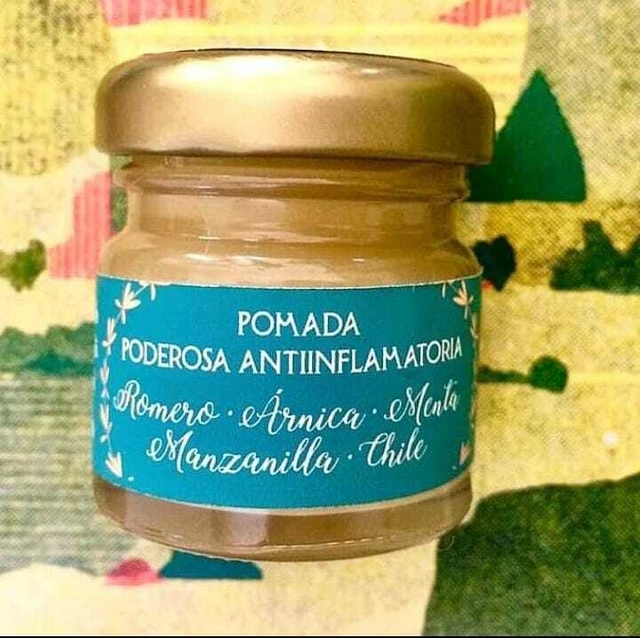 POMADA
PODEROSA ANTIINFLAMATORIA
Romero · Árnica · Menta
Manzanilla · Chile